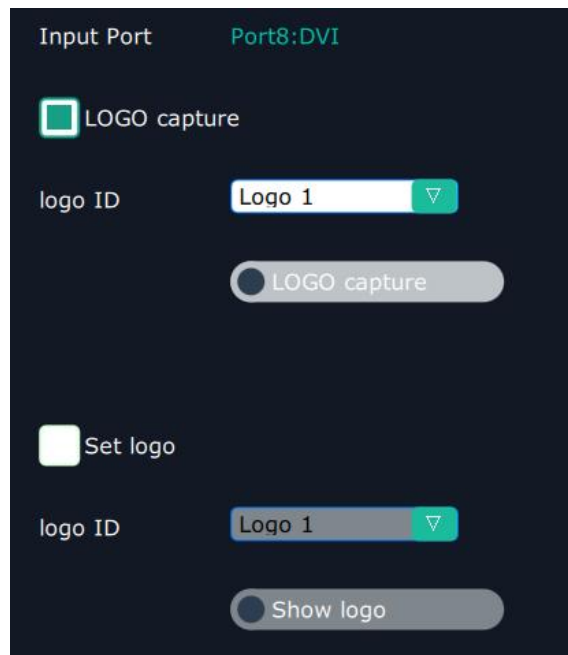 Input Port Port8:DVI
LOGO capture
logo ID Logo 1
LOGO capture
Set logo
logo ID Logo 1
Show logo